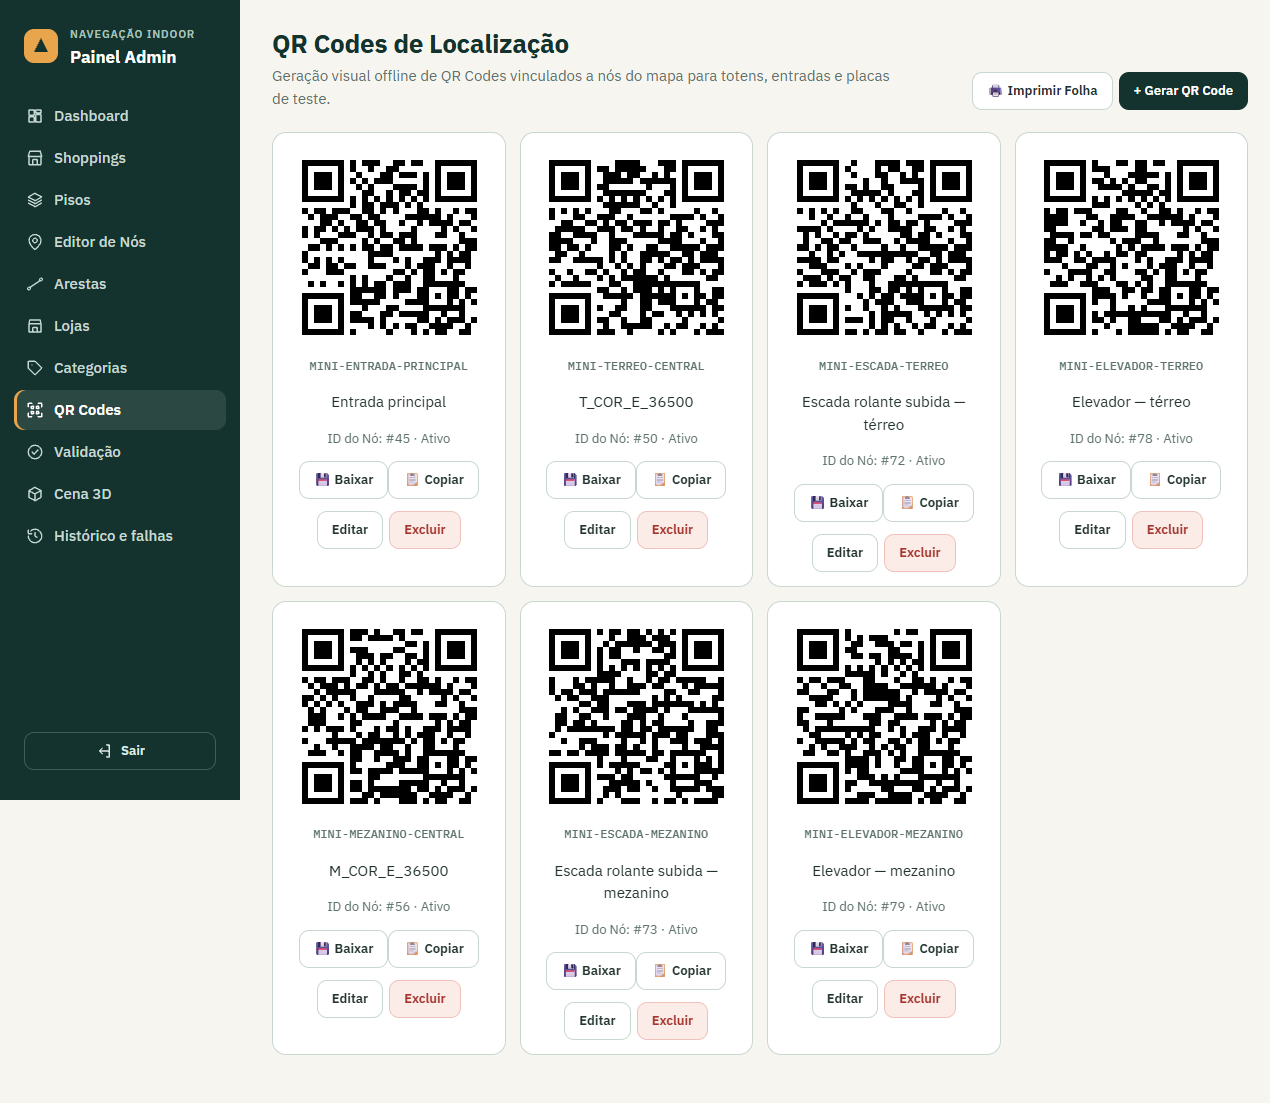 NAVEGAÇÃO INDOOR
Painel Admin
Dashboard
Shoppings
Pisos
Editor de Nós
Arestas
Lojas
Categorias
QR Codes
Validação
Cena 3D
Histórico e falhas
Sair
QR Codes de Localização
Geração visual offline de QR Codes vinculados a nós do mapa para totens, entradas e placas
de teste.
Imprimir Folha
+ Gerar QR Code
MINI-ENTRADA-PRINCIPAL
Entrada principal
ID do Nó: #45 · Ativo
Baixar
Copiar
Editar
Excluir
MINI-TERREO-CENTRAL
T_COR_E_36500
ID do Nó: #50 · Ativo
Baixar
Copiar
Editar
Excluir
MINI-ESCADA-TERREO
Escada rolante subida —
térreo
ID do Nó: #72 · Ativo
Baixar
Copiar
Editar
Excluir
MINI-ELEVADOR-TERREO
Elevador — térreo
ID do Nó: #78 · Ativo
Baixar
Copiar
Editar
Excluir
MINI-MEZANINO-CENTRAL
M_COR_E_36500
ID do Nó: #56 · Ativo
Baixar
Copiar
Editar
Excluir
MINI-ESCADA-MEZANINO
Escada rolante subida —
mezanino
ID do Nó: #73 · Ativo
Baixar
Copiar
Editar
Excluir
MINI-ELEVADOR-MEZANINO
Elevador — mezanino
ID do Nó: #79 · Ativo
Baixar
Copiar
Editar
Excluir